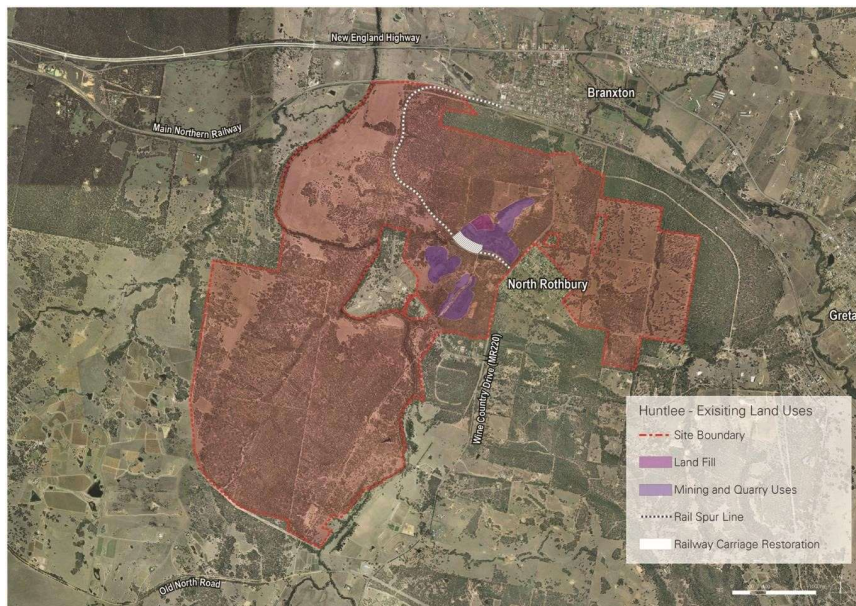 New England Highway
Branxton
Main Northern Railway
North Rothbury
Greta
Wine Country Drive (MR220)
Huntlee - Exisiting Land Uses
Site Boundary
Land Fill
Mining and Quarry Uses
Rail Spur Line
Railway Carriage Restoration
Old North Road